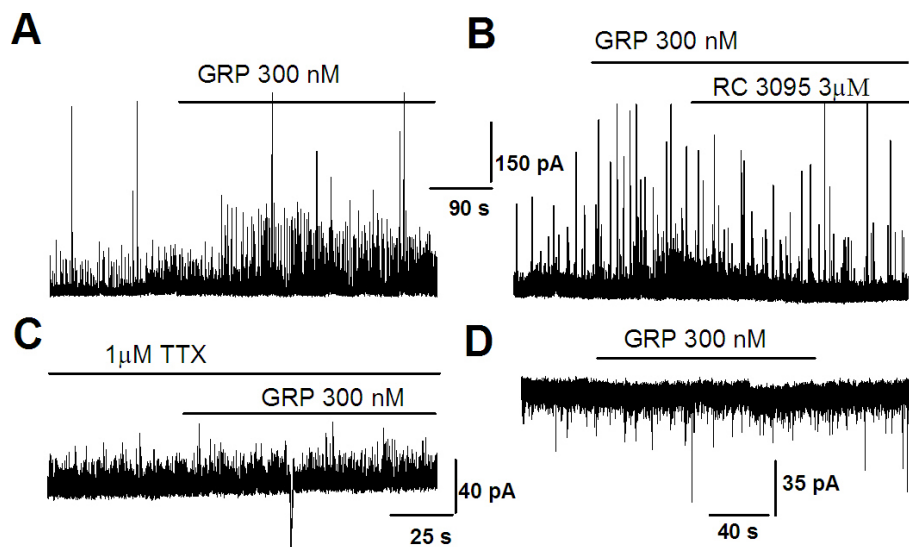 A
GRP 300 nM
150 pA
90 s
B
GRP 300 nM
RC 3095 3μM
C
1μM TTX
GRP 300 nM
40 pA
25 s
D
GRP 300 nM
35 pA
40 s